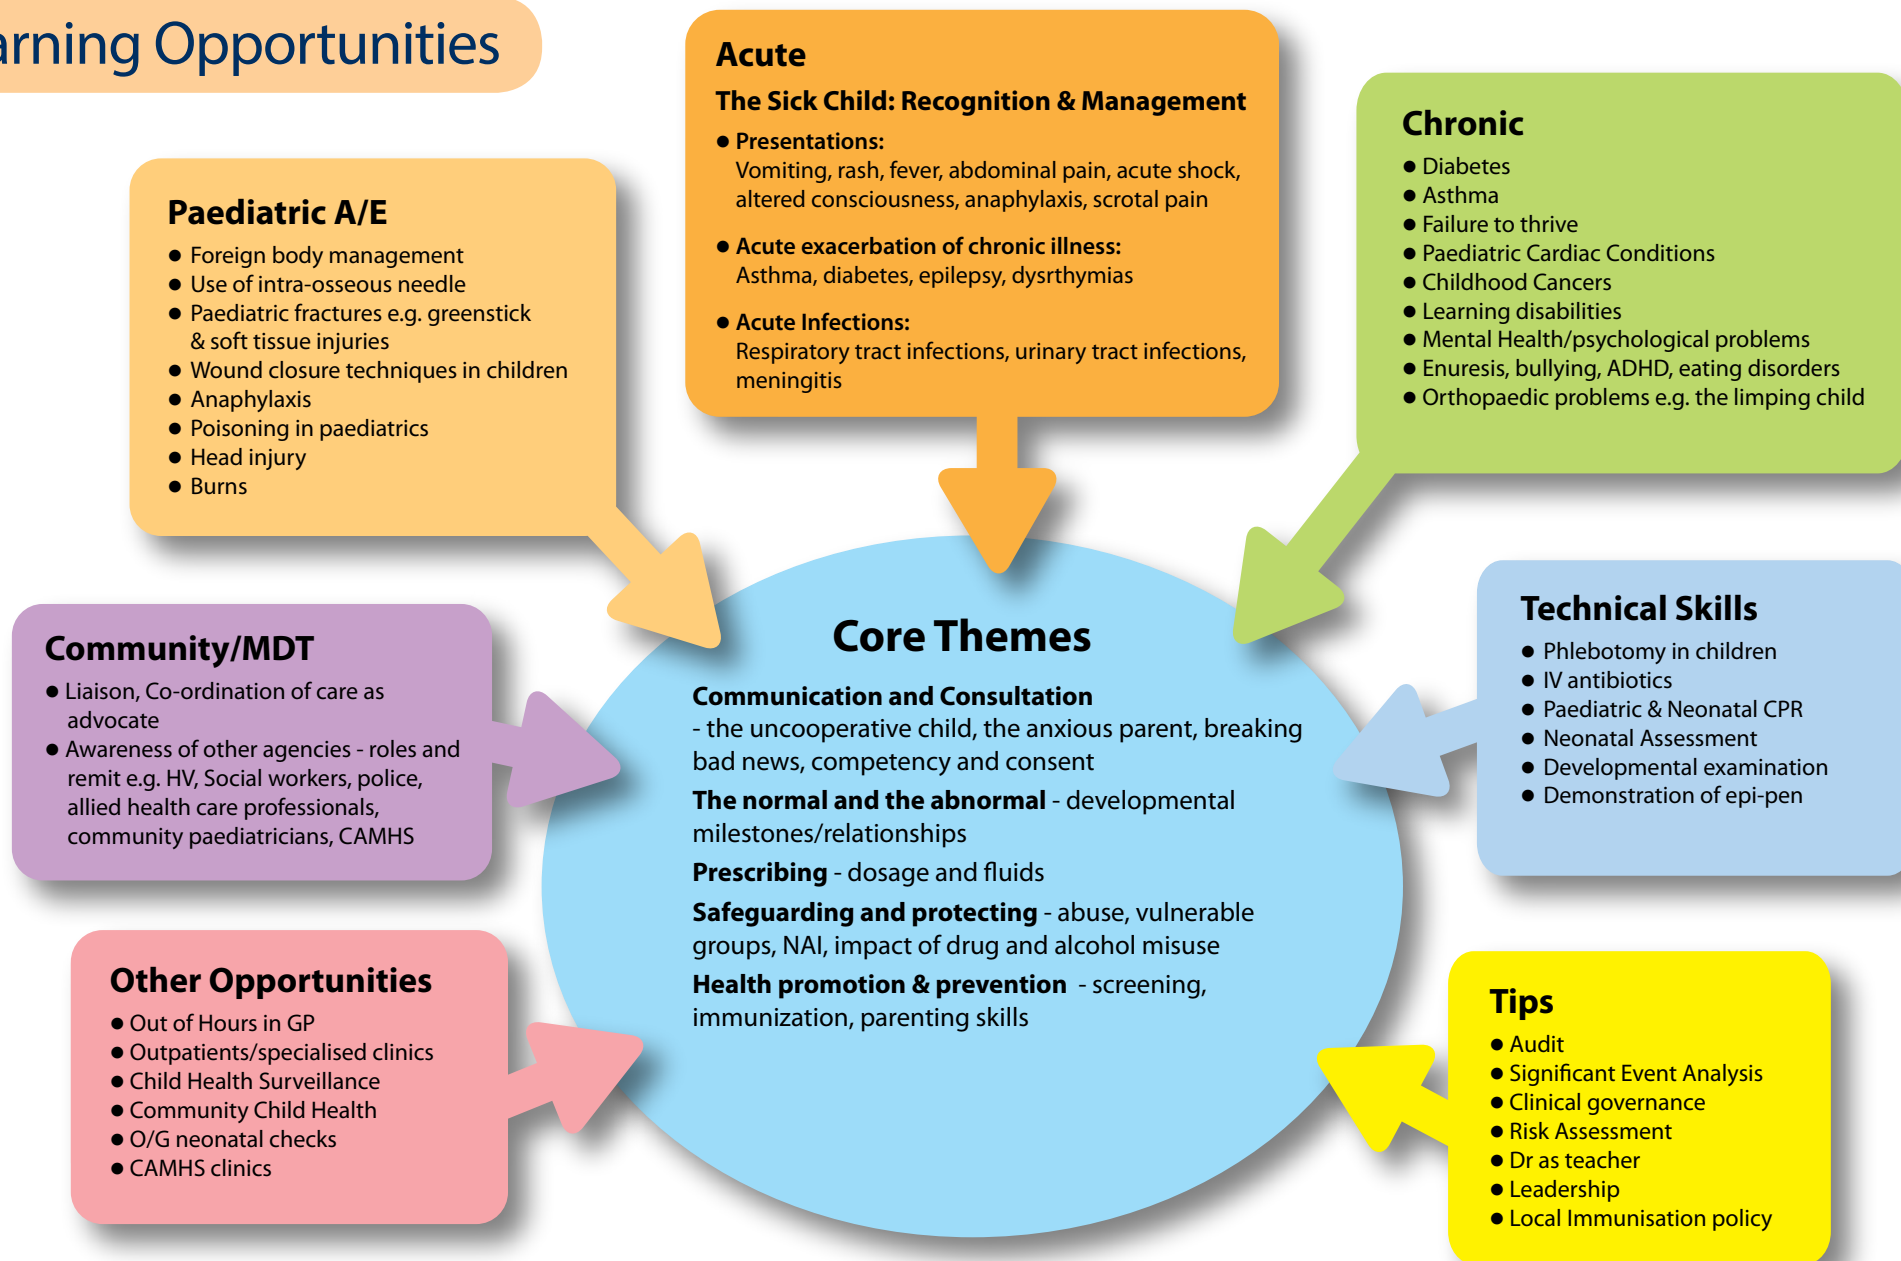 arning Opportunities
Acute
The Sick Child: Recognition & Management
● Presentations:
Vomiting, rash, fever, abdominal pain, acute shock,
altered consciousness, anaphylaxis, scrotal pain
● Acute exacerbation of chronic illness:
Asthma, diabetes, epilepsy, dysrthymias
● Acute Infections:
Respiratory tract infections, urinary tract infections,
meningitis
Chronic
● Diabetes
● Asthma
● Failure to thrive
● Paediatric Cardiac Conditions
● Childhood Cancers
● Learning disabilities
● Mental Health/psychological problems
● Enuresis, bullying, ADHD, eating disorders
● Orthopaedic problems e.g. the limping child
Paediatric A/E
● Foreign body management
● Use of intra-osseous needle
● Paediatric fractures e.g. greenstick
& soft tissue injuries
● Wound closure techniques in children
● Anaphylaxis
● Poisoning in paediatrics
● Head injury
● Burns
Community/MDT
● Liaison, Co-ordination of care as
advocate
● Awareness of other agencies - roles and
remit e.g. HV, Social workers, police,
allied health care professionals,
community paediatricians, CAMHS
Core Themes
Communication and Consultation
- the uncooperative child, the anxious parent, breaking
bad news, competency and consent
The normal and the abnormal - developmental
milestones/relationships
Prescribing - dosage and fluids
Safeguarding and protecting - abuse, vulnerable
groups, NAI, impact of drug and alcohol misuse
Health promotion & prevention - screening,
immunization, parenting skills
Technical Skills
● Phlebotomy in children
● IV antibiotics
● Paediatric & Neonatal CPR
● Neonatal Assessment
● Developmental examination
● Demonstration of epi-pen
Other Opportunities
● Out of Hours in GP
● Outpatients/specialised clinics
● Child Health Surveillance
● Community Child Health
● O/G neonatal checks
● CAMHS clinics
Tips
● Audit
● Significant Event Analysis
● Clinical governance
● Risk Assessment
● Dr as teacher
● Leadership
● Local Immunisation policy